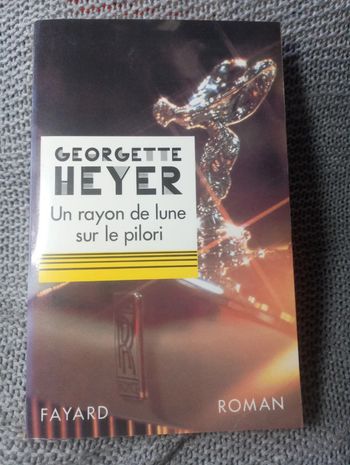 GEORGETTE
HEYER
Un rayon de lune
sur le pilori
FAYARD
ROMAN